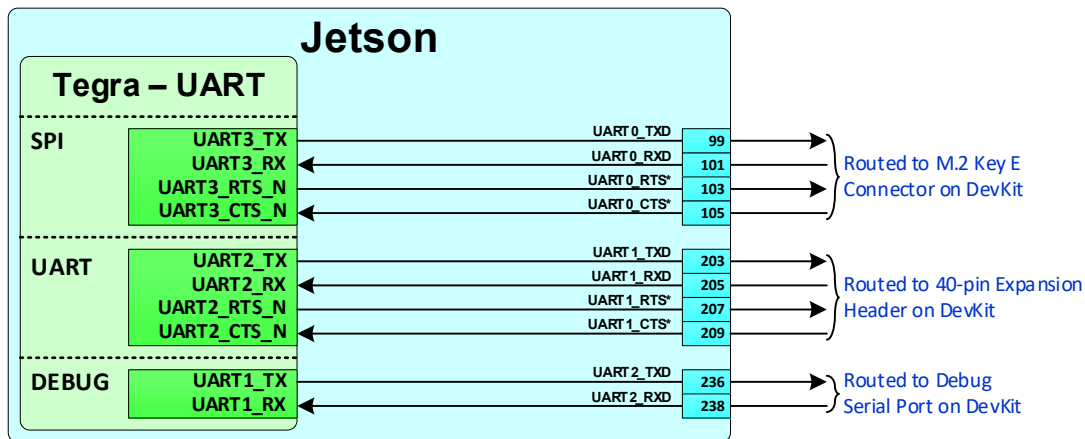 Jetson
Tegra – UART
SPI
UART3_TX UART0_TXD 99
UART3_RX UART0_RXD 101
UART3_RTS_N UART0_RTS* 103
UART3_CTS_N UART0_CTS* 105
Routed to M.2 Key E
Connector on DevKit
UART
UART2_TX UART1_TXD 203
UART2_RX UART1_RXD 205
UART2_RTS_N UART1_RTS* 207
UART2_CTS_N UART1_CTS* 209
Routed to 40-pin Expansion
Header on DevKit
DEBUG
UART1_TX UART2_TXD 236
UART1_RX UART2_RXD 238
Routed to Debug
Serial Port on DevKit